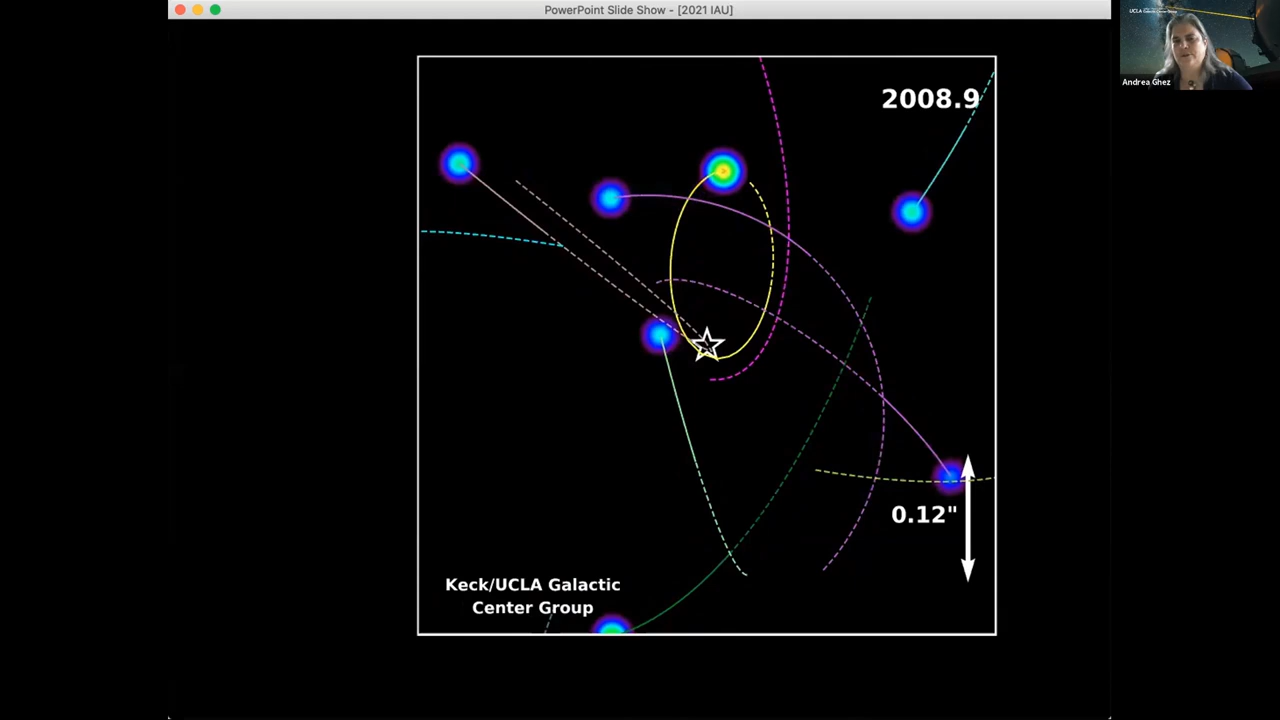 PowerPoint Slide Show - [2021 IAU]
2008.9
0.12"
Keck/UCLA Galactic
Center Group
Andrea Ghez